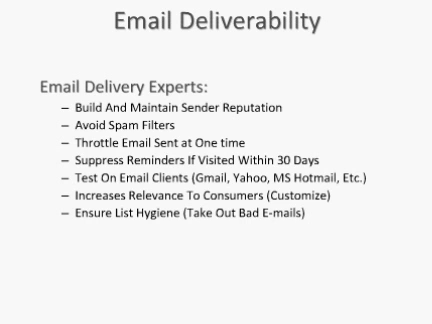 Email Deliverability
Email Delivery Experts:
– Build And Maintain Sender Reputation
– Avoid Spam Filters
– Throttle Email Sent at One time
– Suppress Reminders If Visited Within 30 Days
– Test On Email Clients (Gmail, Yahoo, MS Hotmail, Etc.)
– Increases Relevance To Consumers (Customize)
– Ensure List Hygiene (Take Out Bad E-mails)